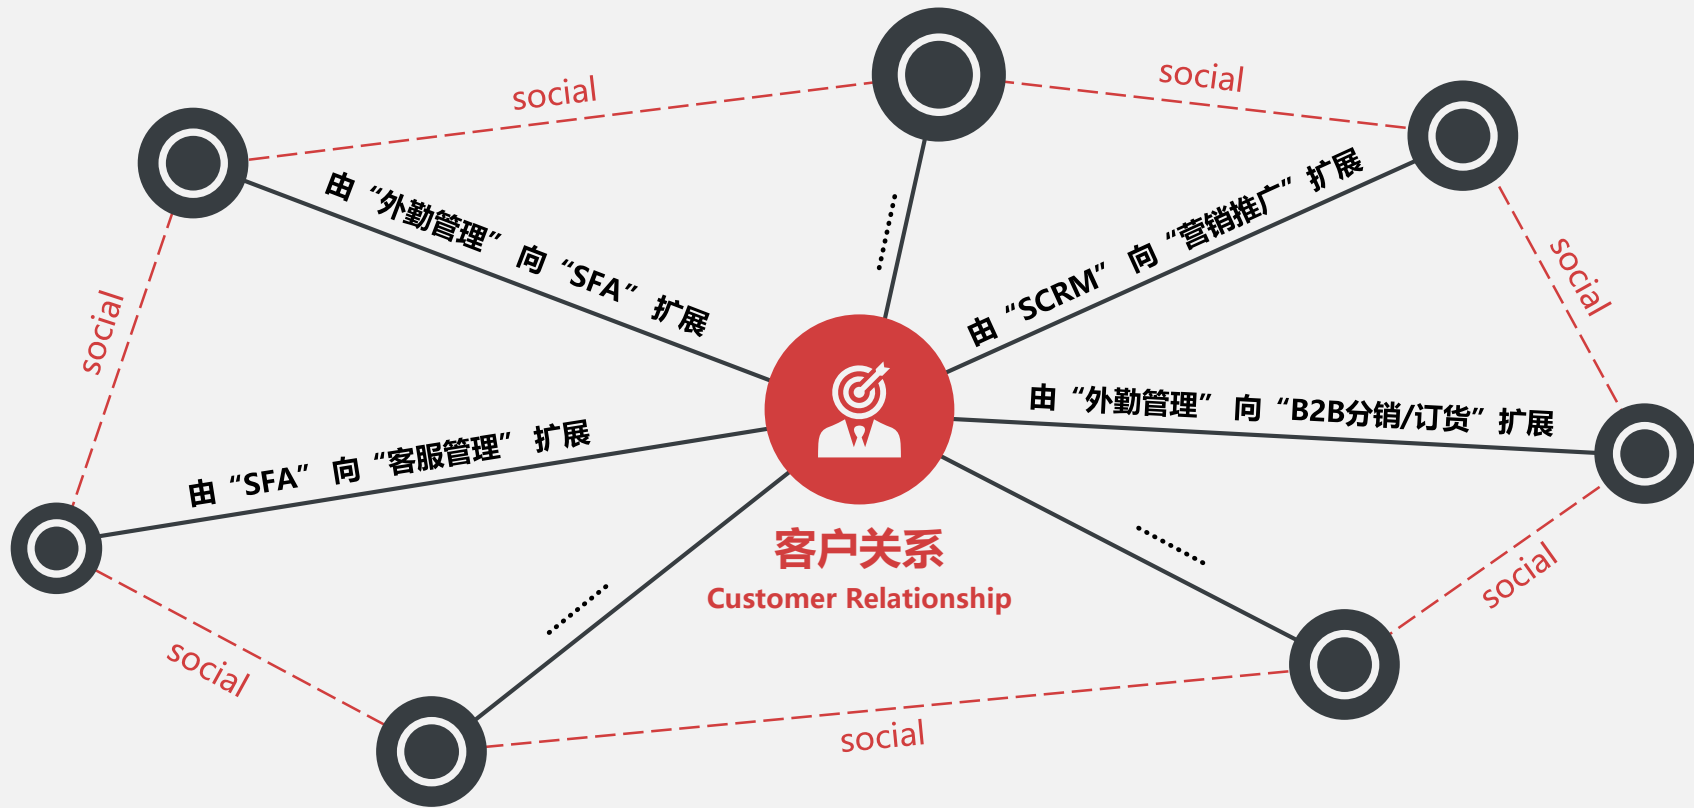 social
social
由“外勤管理” 向“SFA”扩展
由“SCRM” 向“营销推广”扩展
………
social
social
由“外勤管理” 向“B2B分销/订货”扩展
由“SFA” 向“客服管理”扩展
客户关系
Customer Relationship
………
………
social
social
social